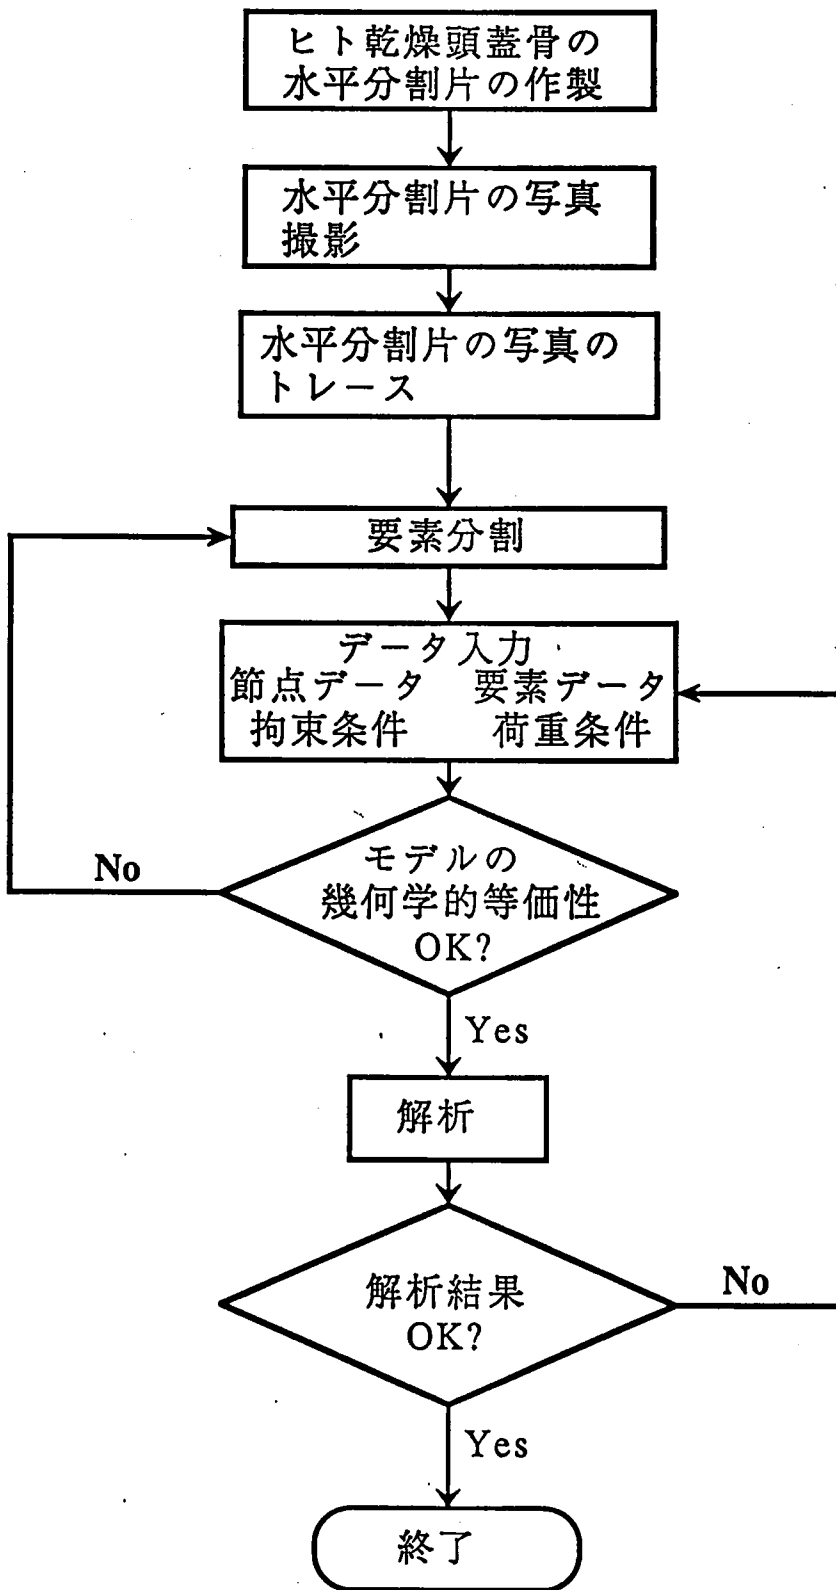 ヒト乾燥頭蓋骨の
水平分割片の作製
水平分割片の写真
撮影
水平分割片の写真の
トレース
要素分割
データ入力
節点データ 要素データ
拘束条件 荷重条件
No
モデルの
幾何学的等価性
OK?
Yes
解析
解析結果
OK?
No
Yes
終了